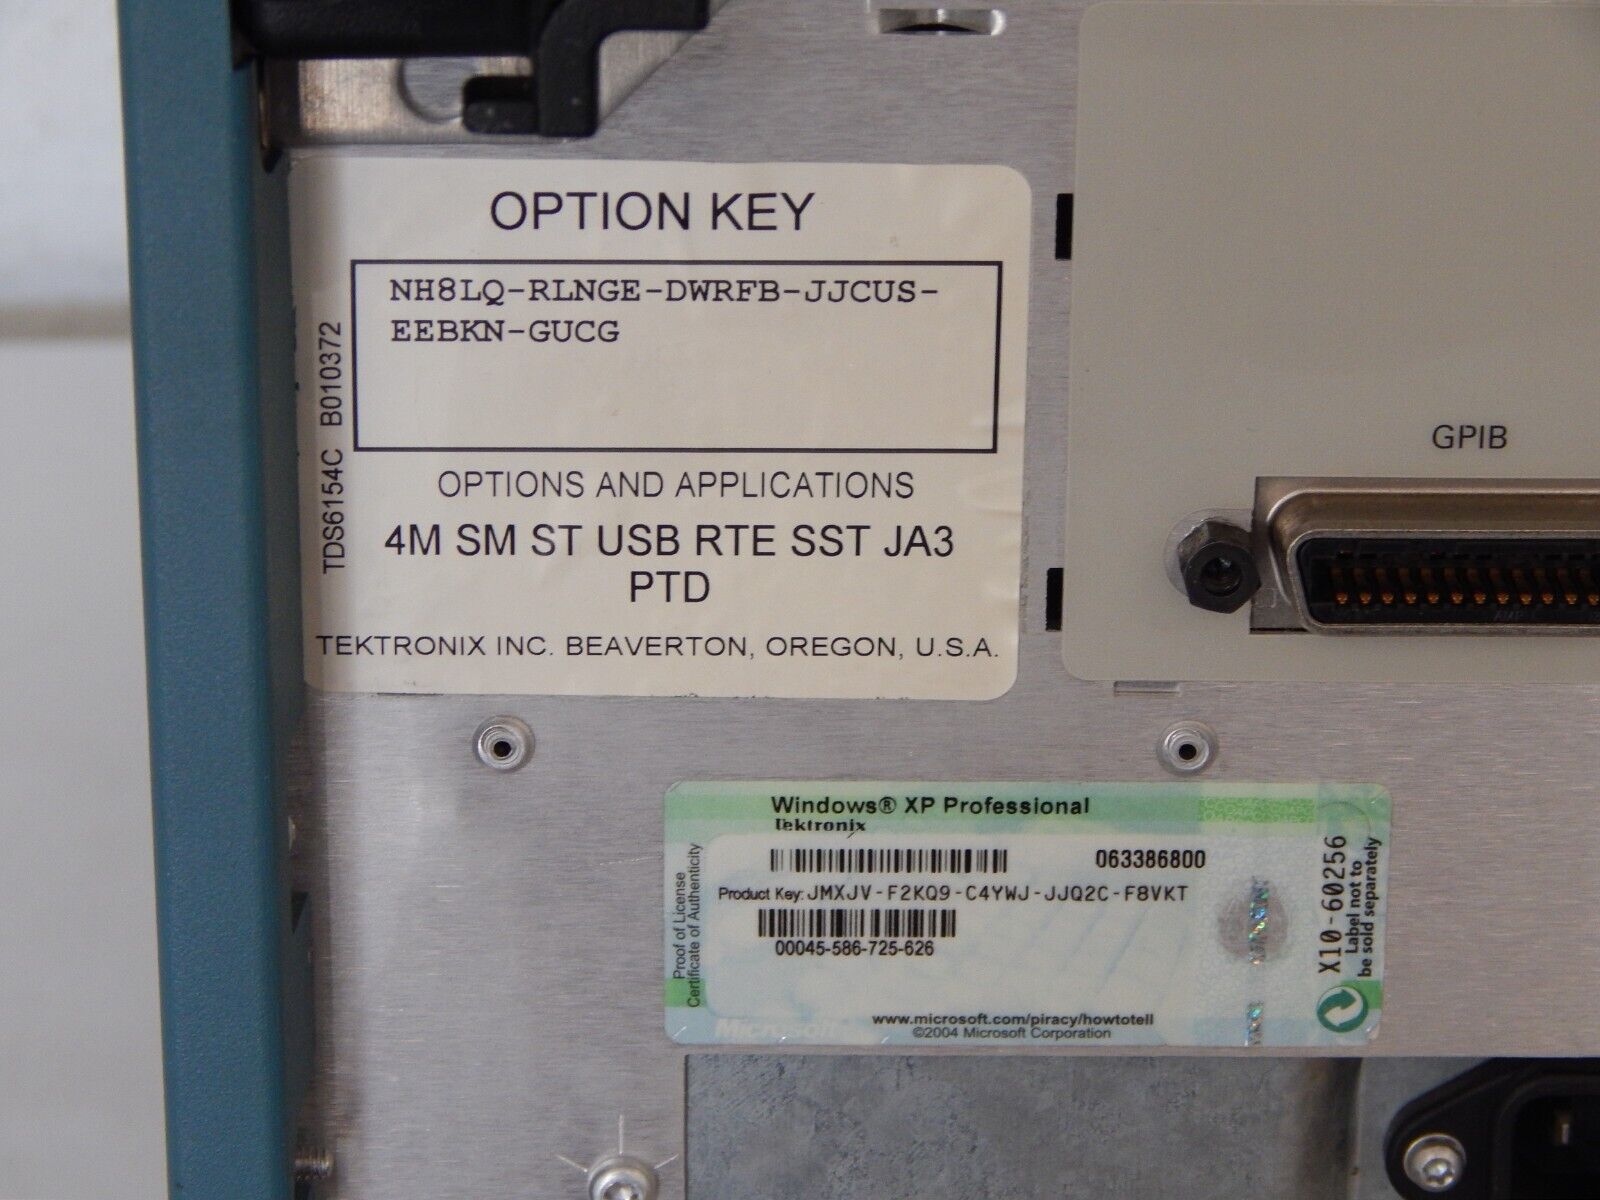 OPTION KEY
NH8LQ-RLNGE-DWRFB-JJCUS-
EEBKN-GUCG
TDS6154C B010372
OPTIONS AND APPLICATIONS
4M SM ST USB RTE SST JA3
PTD
TEKTRONIX INC. BEAVERTON, OREGON, U.S.A.
GPIB
Windows® XP Professional
Tektronix
063386800
Product Key: JMXJV-F2KQ9-C4YWJ-JJQ2C-F8VKT
00045-586-725-626
Proof of License
Certificate of Authenticity
X10-60256
Label not to
be sold separately
www.microsoft.com/piracy/howtotell
©2004 Microsoft Corporation
Microsoft